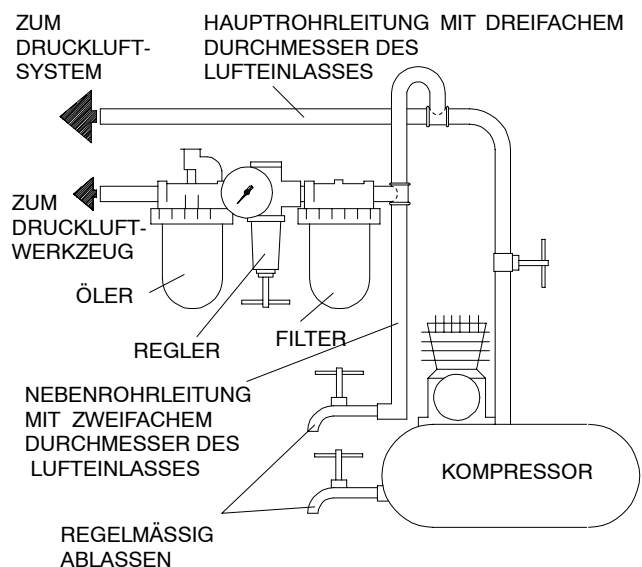 ZUM
DRUCKLUFT-
SYSTEM
HAUPTROHRLEITUNG MIT DREIFACHEM
DURCHMESSER DES
LUFTEINLASSES
ZUM
DRUCKLUFT-
WERKZEUG
ÖLER
REGLER
FILTER
NEBENROHRLEITUNG
MIT ZWEIFACHEM
DURCHMESSER DES
LUFTEINLASSES
KOMPRESSOR
REGELMÄSSIG
ABLASSEN